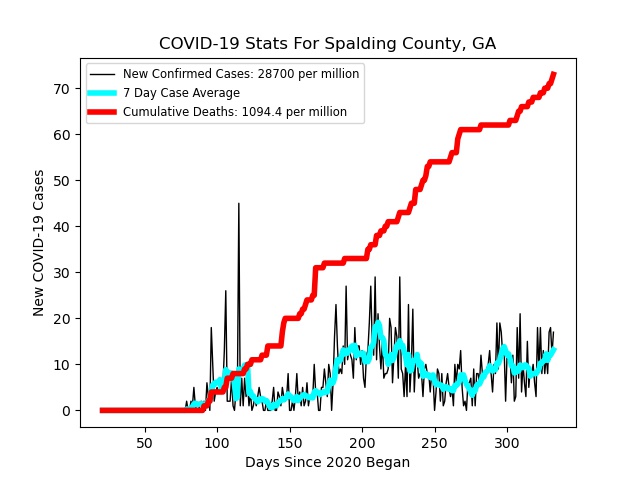 COVID-19 Stats For Spalding County, GA
New Confirmed Cases: 28700 per million
7 Day Case Average
Cumulative Deaths: 1094.4 per million
New COVID-19 Cases
70
60
50
40
30
20
10
0
50
100
150
200
250
300
Days Since 2020 Began